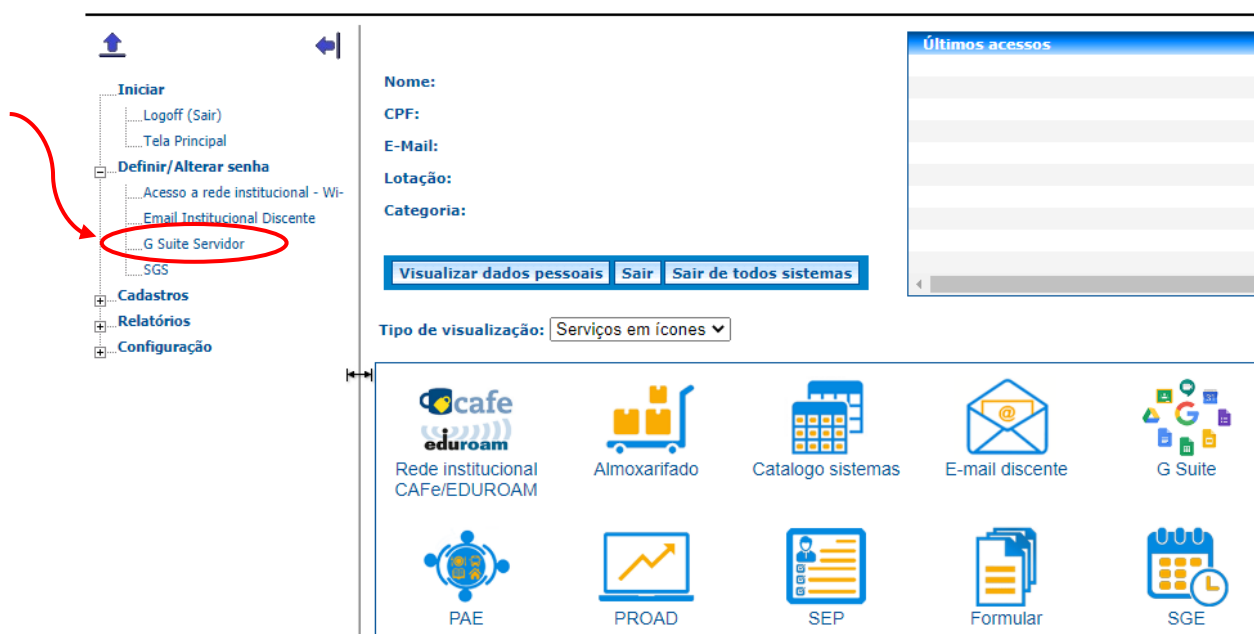 Iniciar
Logoff (Sair)
Tela Principal
Definir/Alterar senha
Acesso a rede institucional - Wi-
Email Institucional Discente
G Suite Servidor
SGS
Cadastros
Relatórios
Configuração
Nome:
CPF:
E-Mail:
Lotação:
Categoria:
Visualizar dados pessoais Sair Sair de todos sistemas
Últimos acessos
Tipo de visualização: Serviços em ícones
cafe
eduroam
Rede institucional
CAFe/EDUROAM
Almoxarifado
Catalogo sistemas
@
E-mail discente
G
31
G Suite
PAE
PROAD
SEP
Formular
SGE